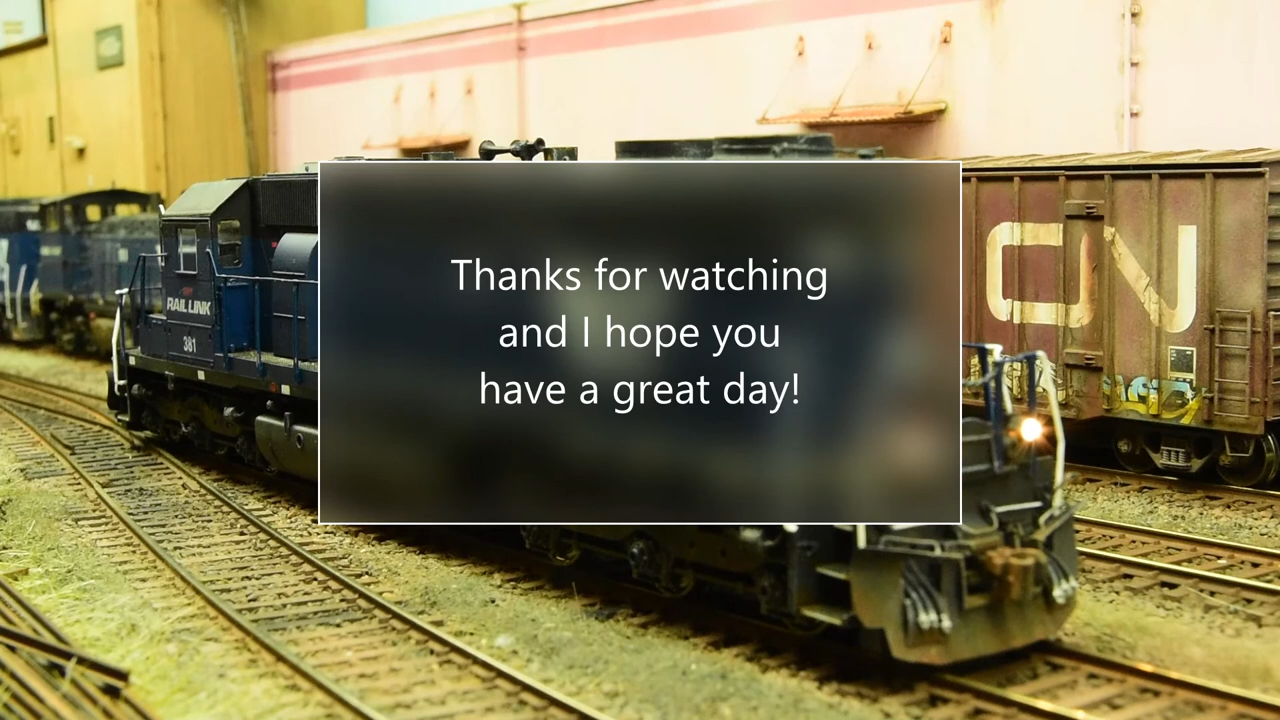 Thanks for watching
and I hope you
have a great day!
RAIL LINK
381
CN